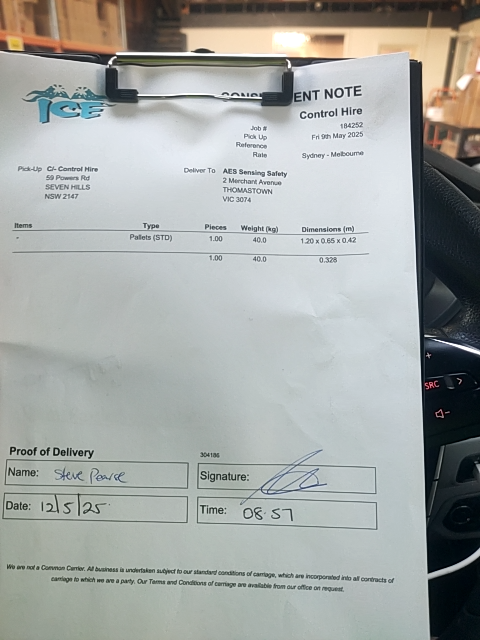 ICE
CONSIGNMENT NOTE
Control Hire
Job # 184252
Pick Up Fri 9th May 2025
Reference
Rate Sydney - Melbourne
Pick-Up C/- Control Hire
59 Powers Rd
SEVEN HILLS
NSW 2147
Deliver To AES Sensing Safety
2 Merchant Avenue
THOMASTOWN
VIC 3074
Items Type Pieces Weight (kg) Dimensions (m)
- Pallets (STD) 1.00 40.0 1.20 x 0.65 x 0.42
1.00 40.0 0.328
Proof of Delivery
304186
Name: Steve Pearse
Signature:
Date: 12/5/25
Time: 08:57
We are not a Common Carrier. All business is undertaken subject to our standard conditions of carriage, which are incorporated into all contracts of
carriage to which we are a party. Our Terms and Conditions of carriage are available from our office on request.
SRC